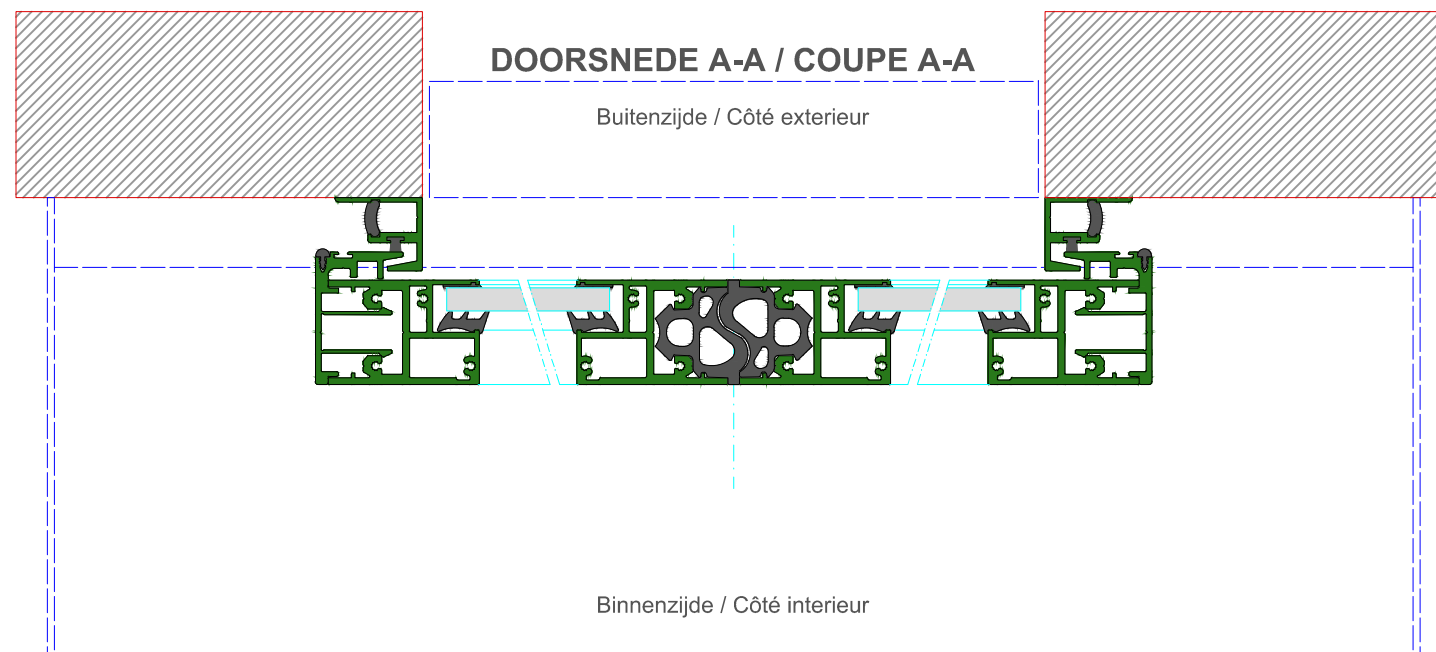 DOORSNEDE A-A / COUPE A-A
Buitenzijde / Côté exterieur
Binnenzijde / Côté interieur